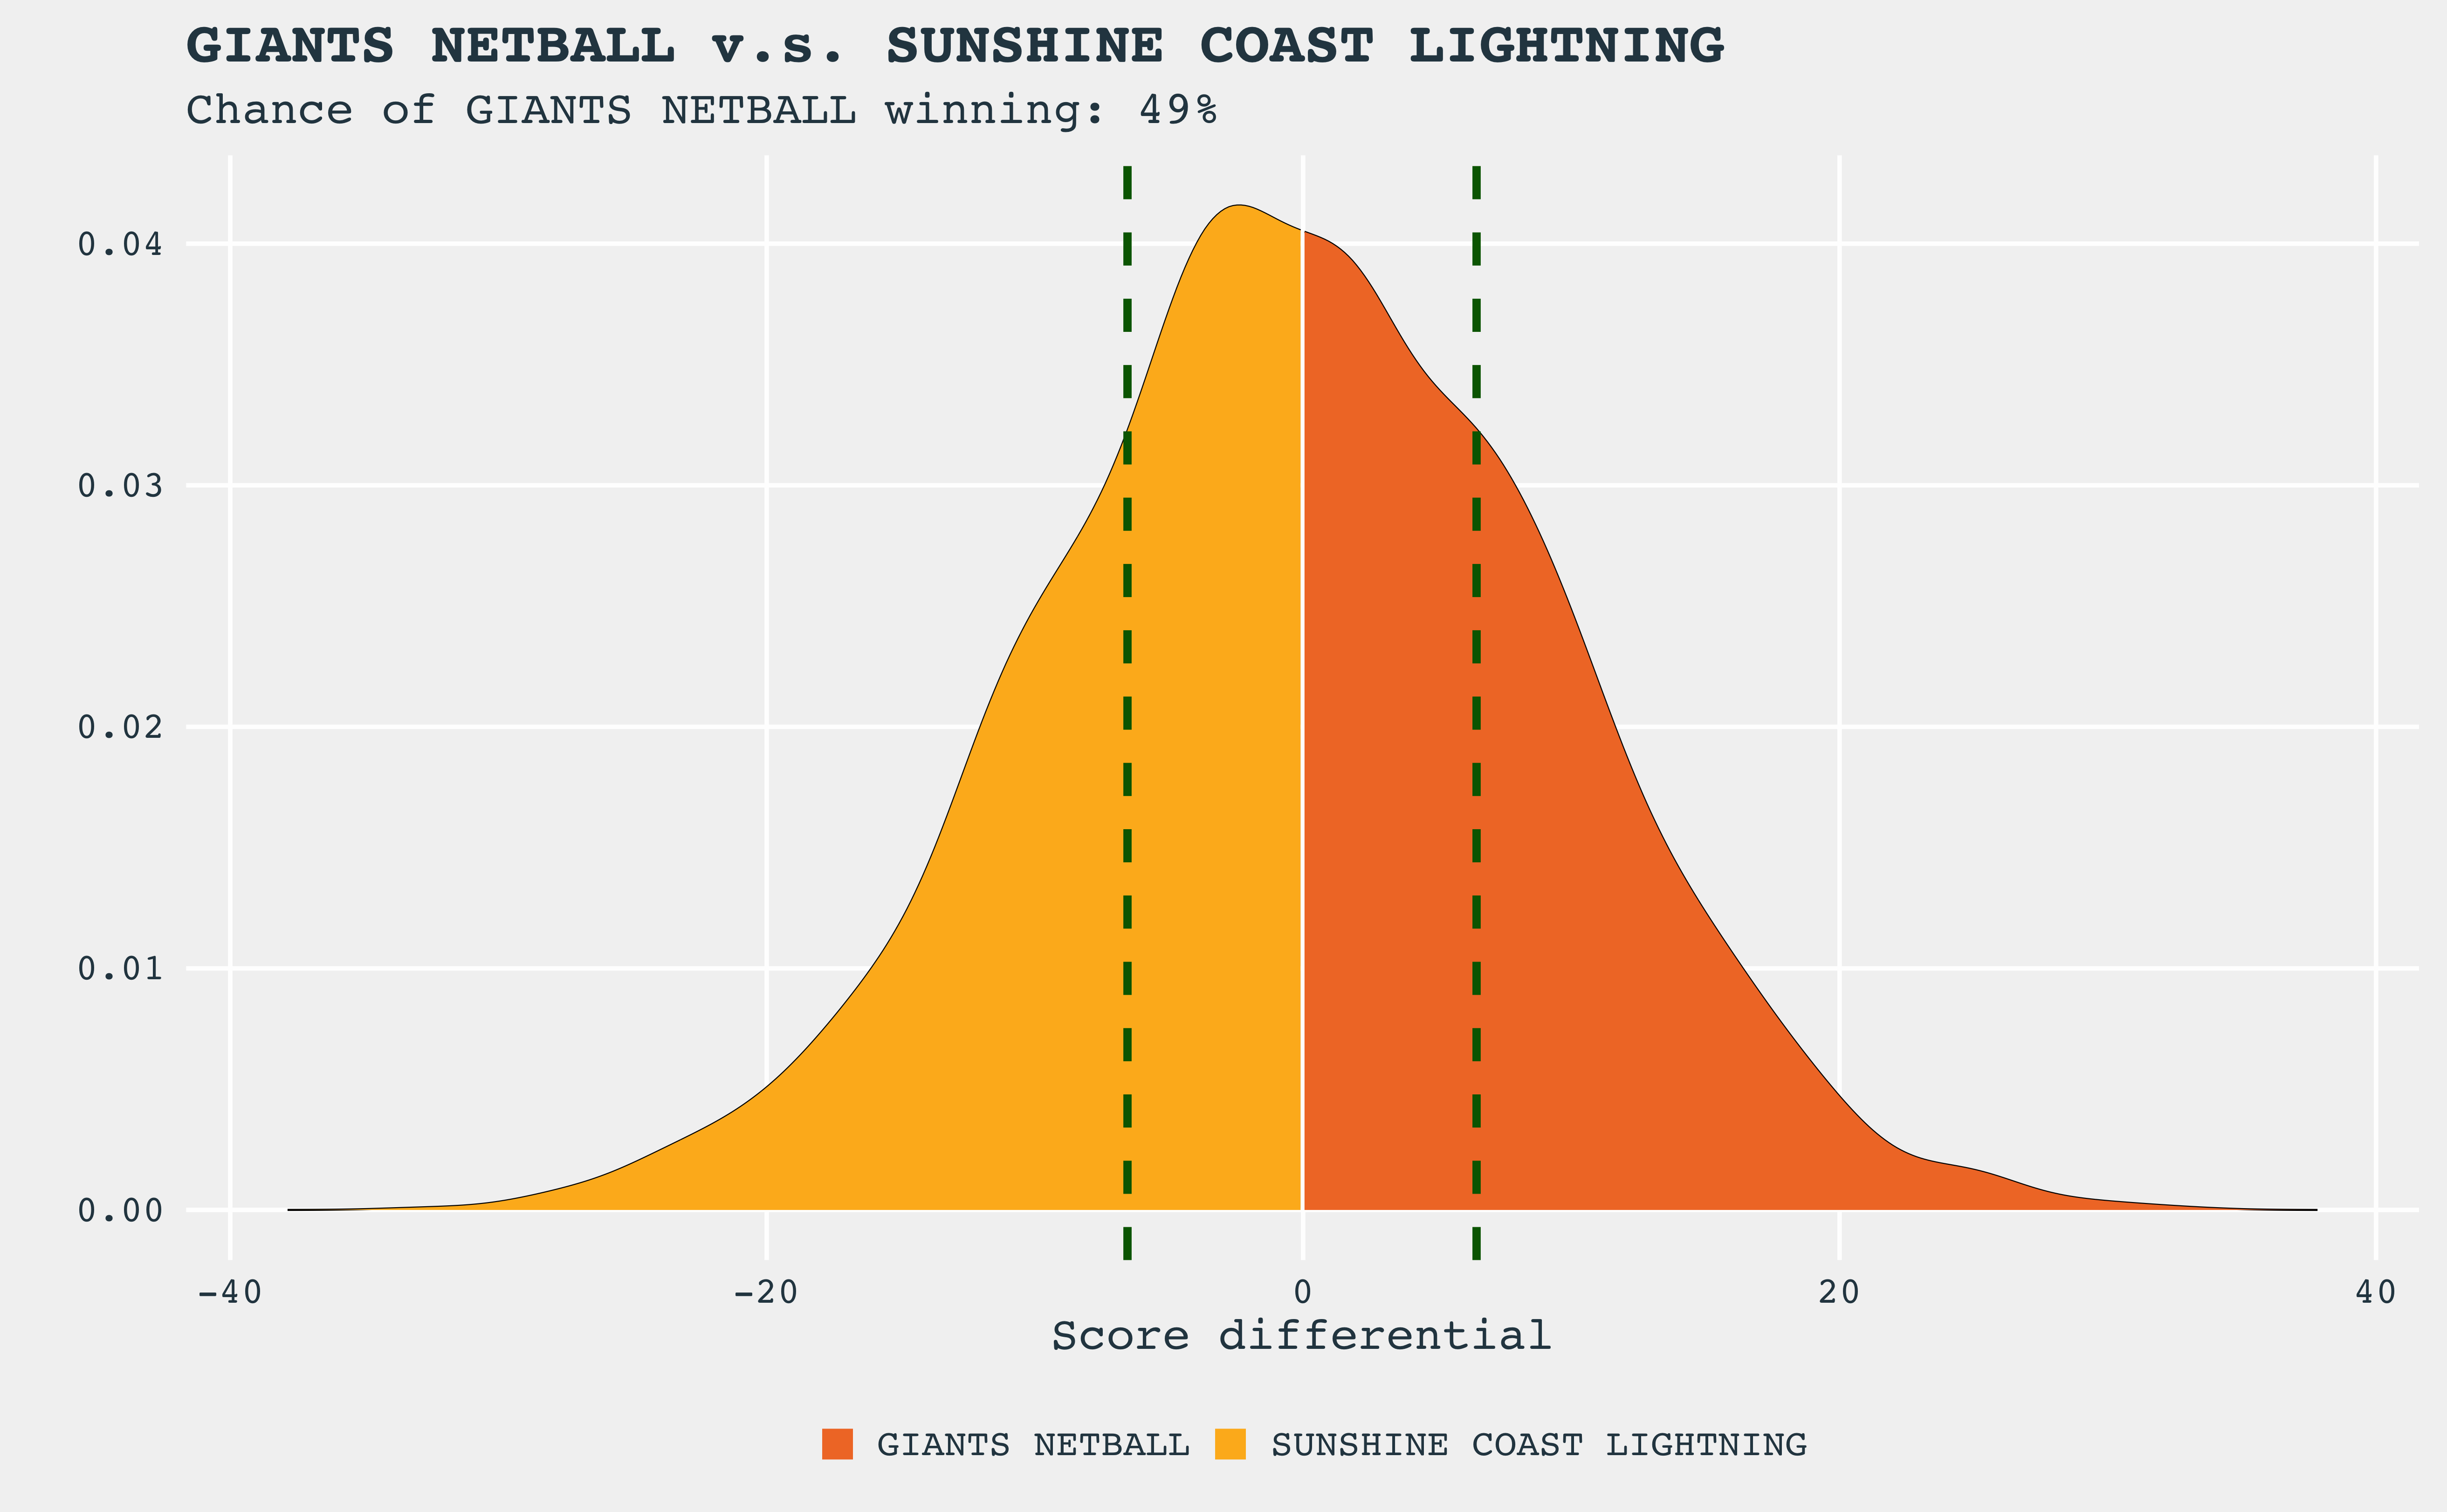 GIANTS NETBALL v.s. SUNSHINE COAST LIGHTNING
Chance of GIANTS NETBALL winning: 49%
0.04
0.03
0.02
0.01
0.00
-40 -20 0 20 40
Score differential
GIANTS NETBALL SUNSHINE COAST LIGHTNING